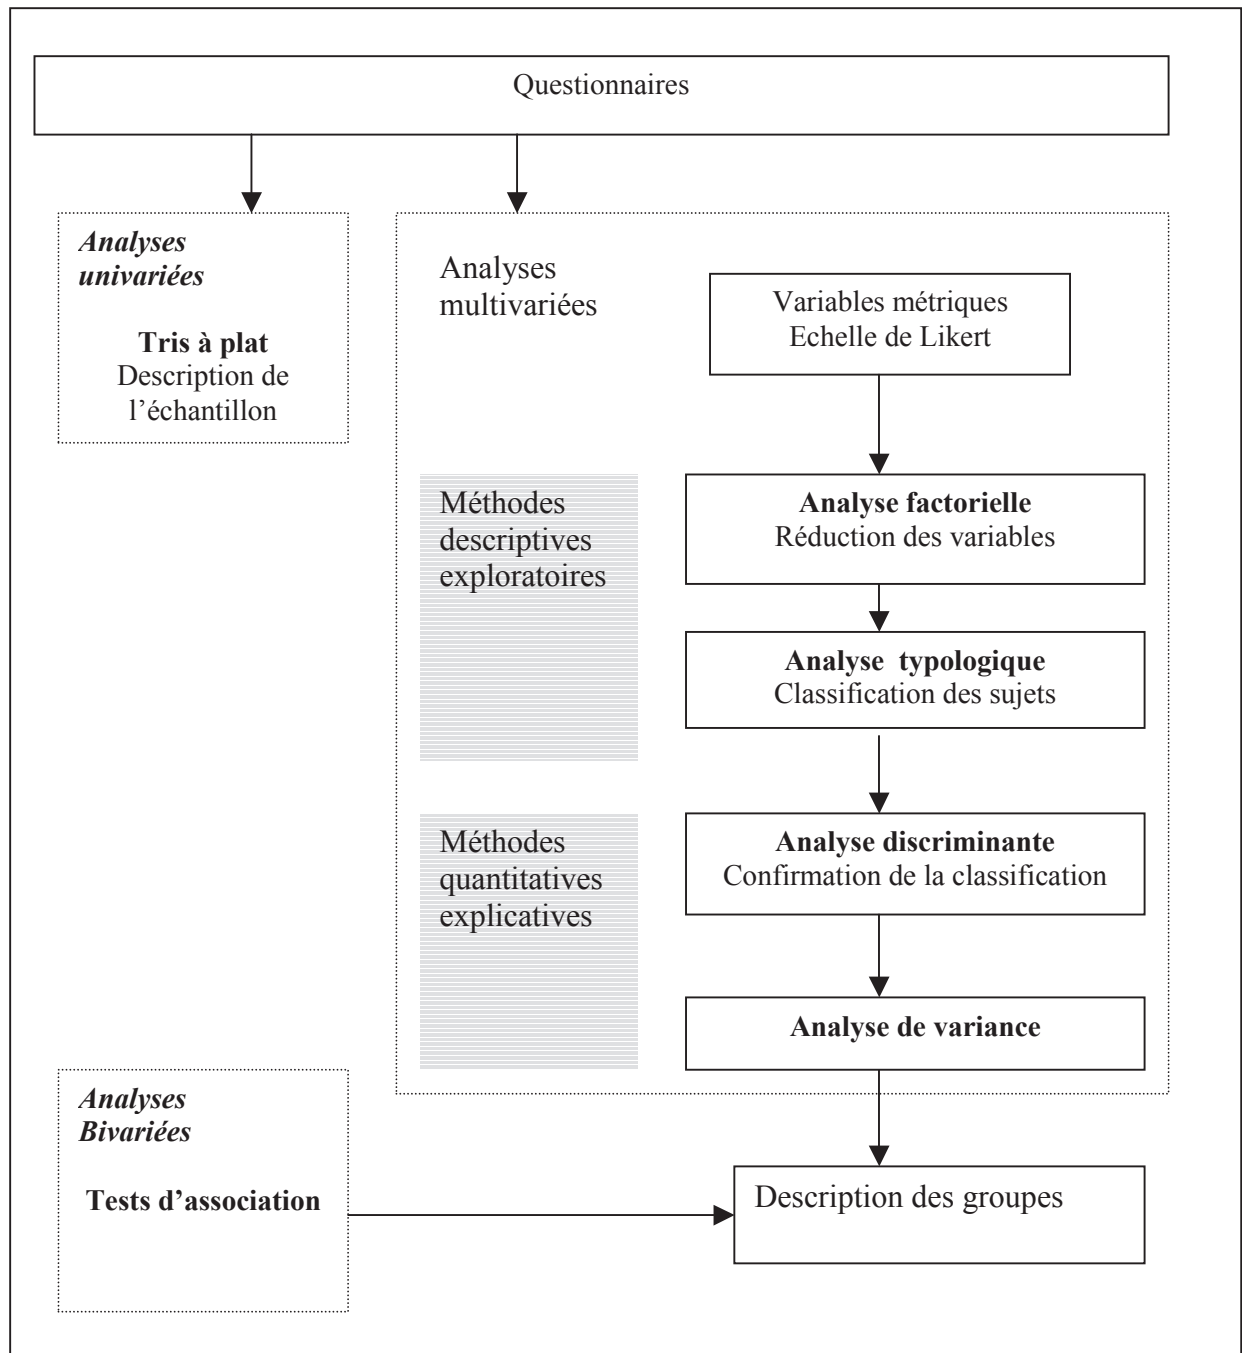 Questionnaires
Analyses
univariées
Tris à plat
Description de
l’échantillon
Analyses
multivariées
Variables métriques
Echelle de Likert
Méthodes
descriptives
exploratoires
Analyse factorielle
Réduction des variables
Analyse typologique
Classification des sujets
Méthodes
quantitatives
explicatives
Analyse discriminante
Confirmation de la classification
Analyse de variance
Analyses
Bivariées
Tests d’association
Description des groupes